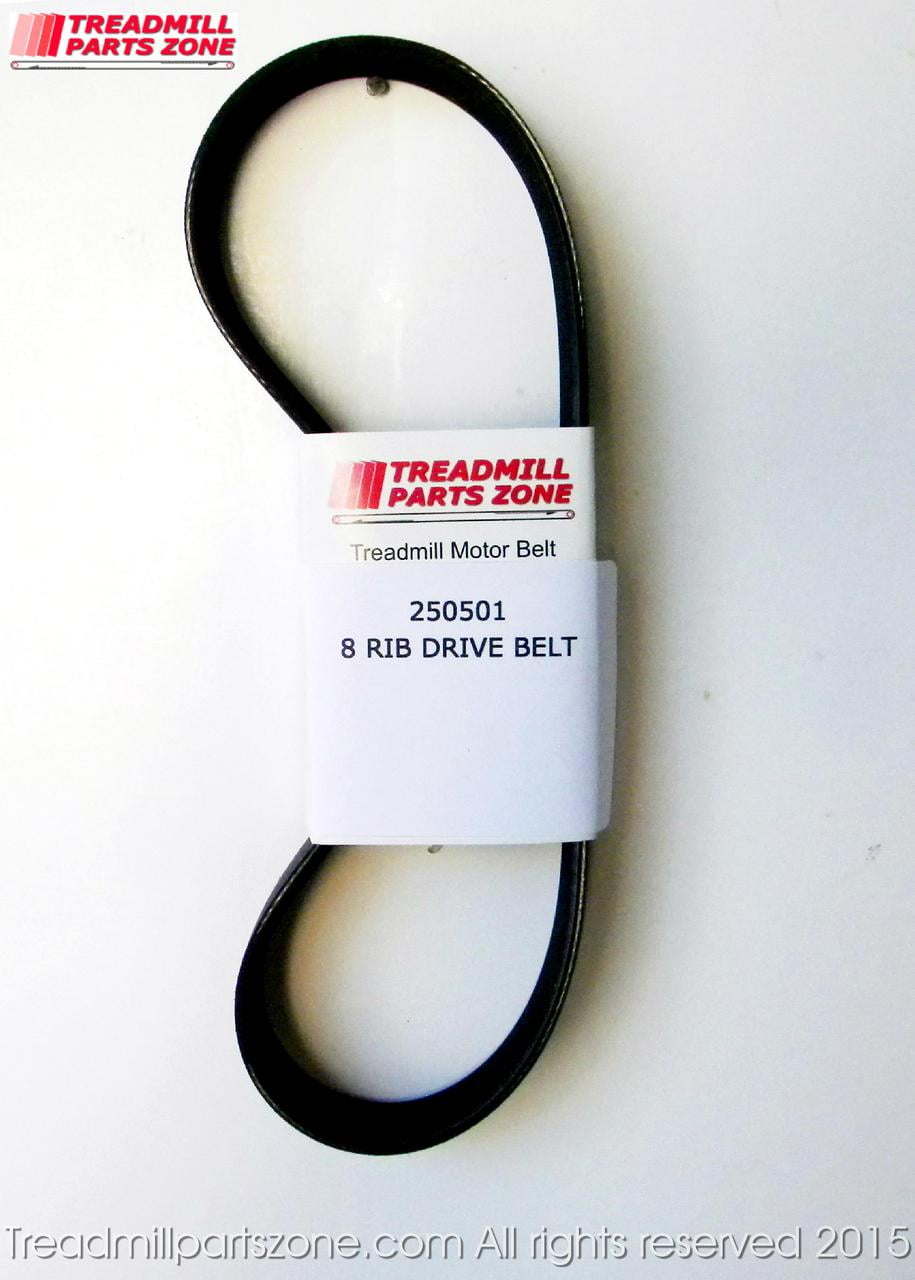 TREADMILL
PARTS ZONE
TREADMILL
PARTS ZONE
Treadmill Motor Belt
250501
8 RIB DRIVE BELT
Treadmillpartszone.com All rights reserved 2015